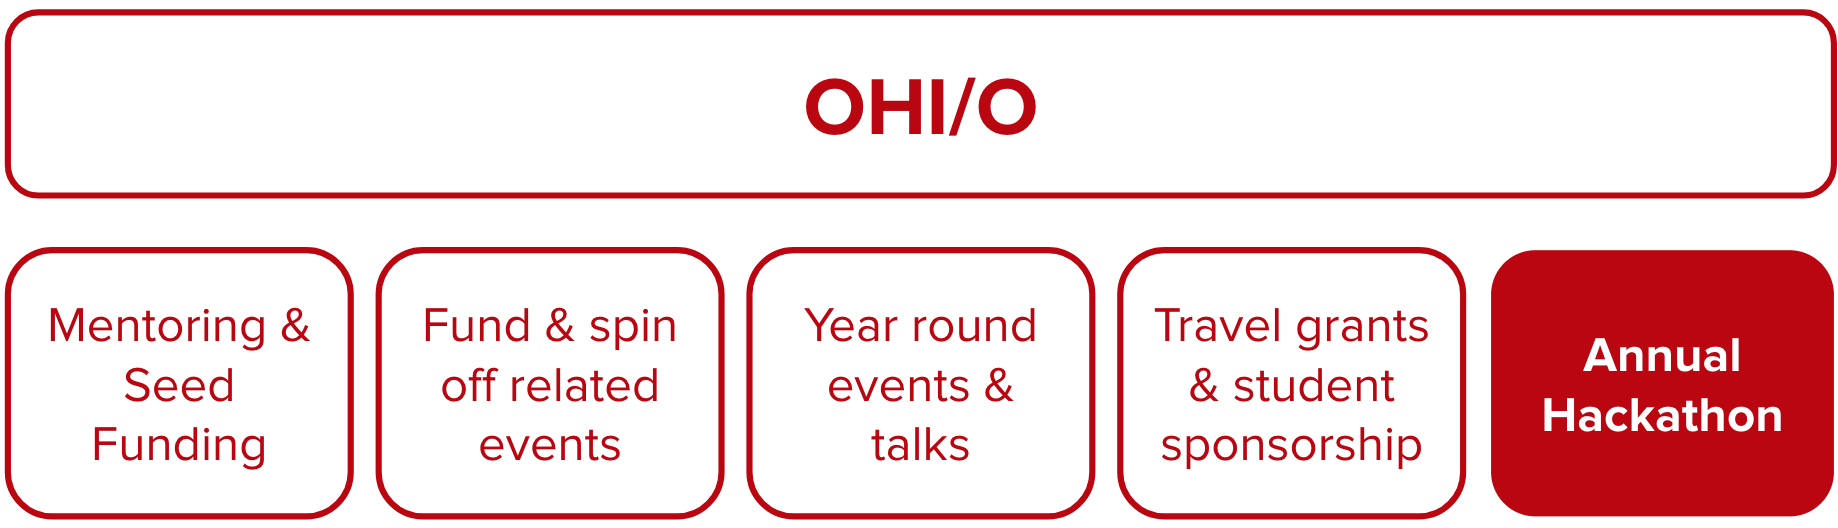 OHI/O
Mentoring &
Seed
Funding
Fund & spin
off related
events
Year round
events &
talks
Travel grants
& student
sponsorship
Annual
Hackathon